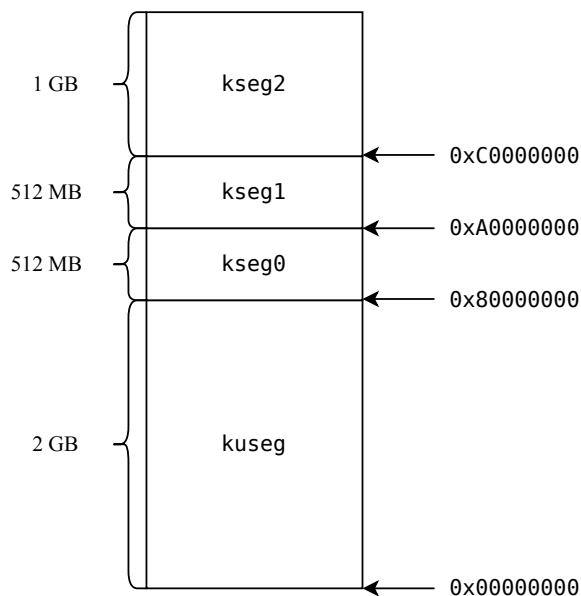 1 GB
kseg2
0xC0000000
512 MB
kseg1
0xA0000000
512 MB
kseg0
0x80000000
2 GB
kuseg
0x00000000